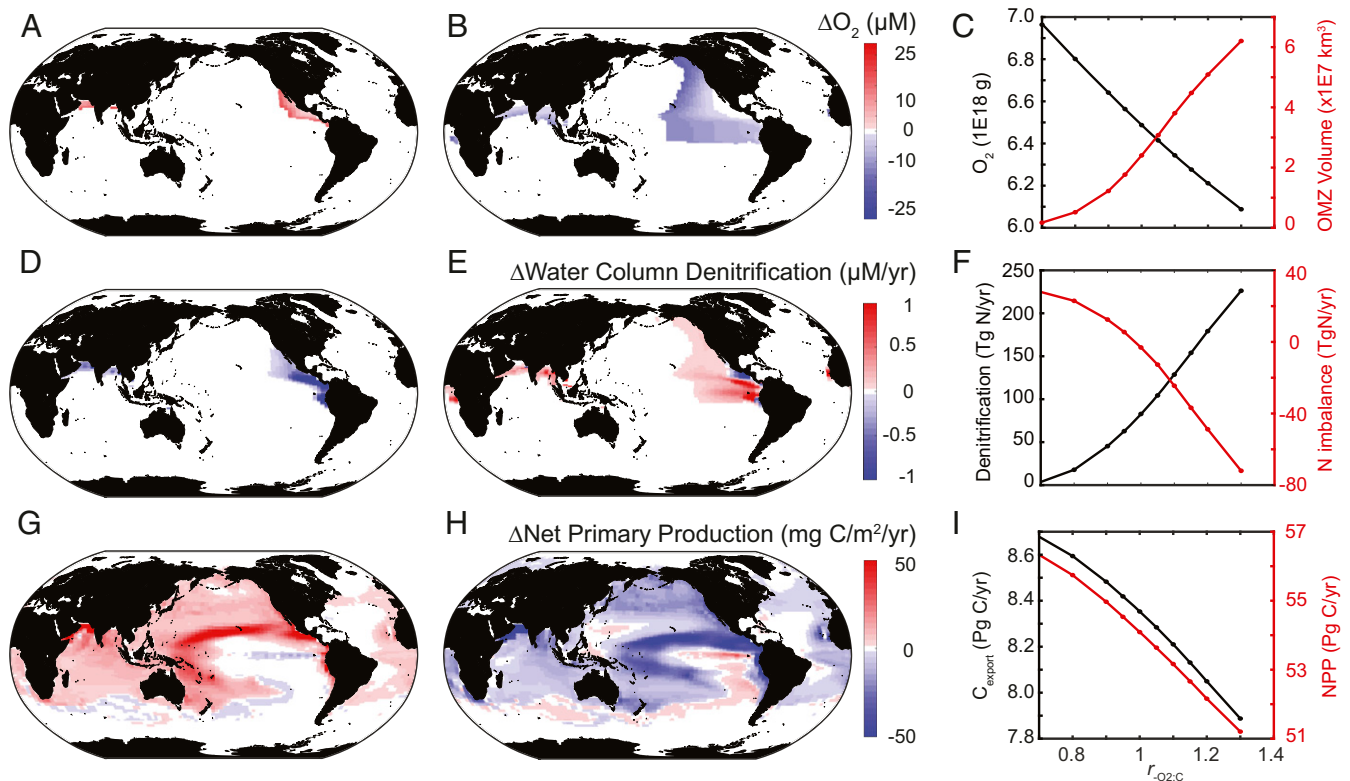 A
B
ΔO2 (µM)
25
10
0
-10
-25
C
7.0
6.8
6.6
6.4
6.2
6.0
O2 (1E18 g)
6
4
2
0
OMZ Volume (x1E7 km³)
D
E
ΔWater Column Denitrification (µM/yr)
1
0.5
0
-0.5
-1
F
250
200
150
100
50
0
Denitrification (Tg N/yr)
40
0
-40
-80
N imbalance (TgN/yr)
G
H
ΔNet Primary Production (mg C/m²/yr)
50
0
-50
I
8.6
8.4
8.2
8.0
7.8
Cexport (Pg C/yr)
57
55
53
51
NPP (Pg C/yr)
0.8
1
1.2
1.4
r-O2:C